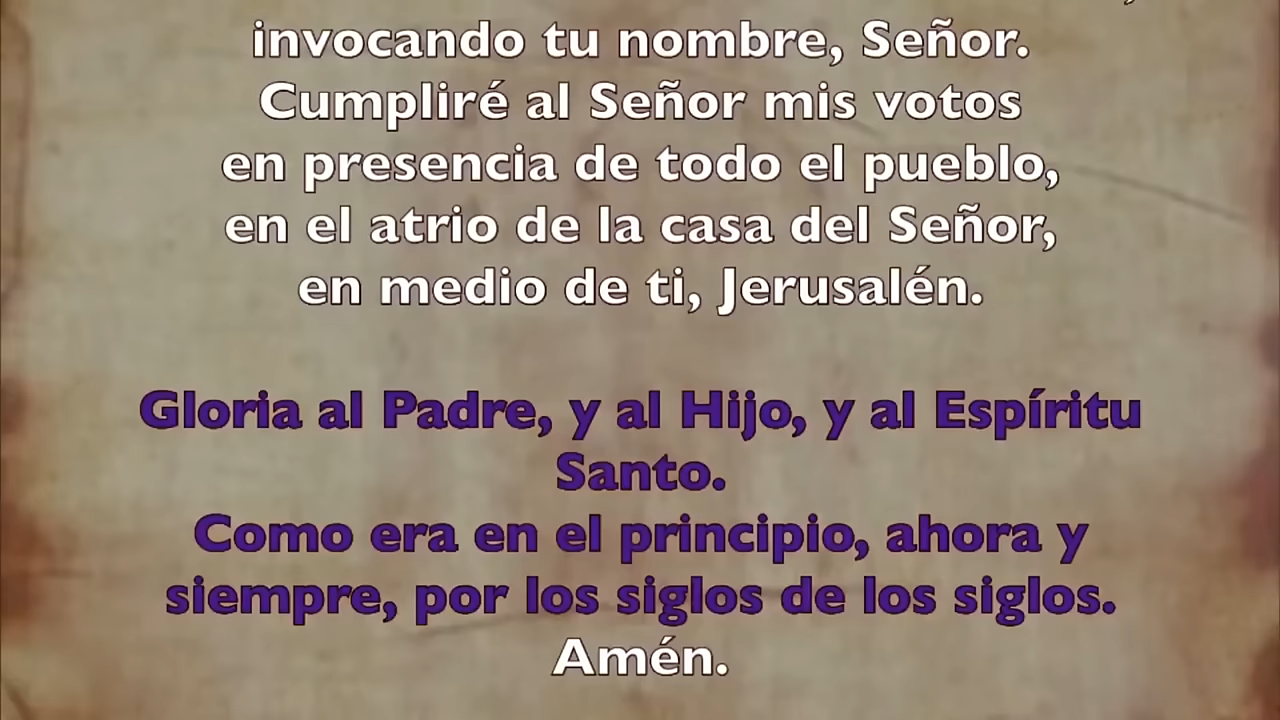 invocando tu nombre, Señor.
Cumpliré al Señor mis votos
en presencia de todo el pueblo,
en el atrio de la casa del Señor,
en medio de ti, Jerusalén.
Gloria al Padre, y al Hijo, y al Espíritu
Santo.
Como era en el principio, ahora y
siempre, por los siglos de los siglos.
Amén.